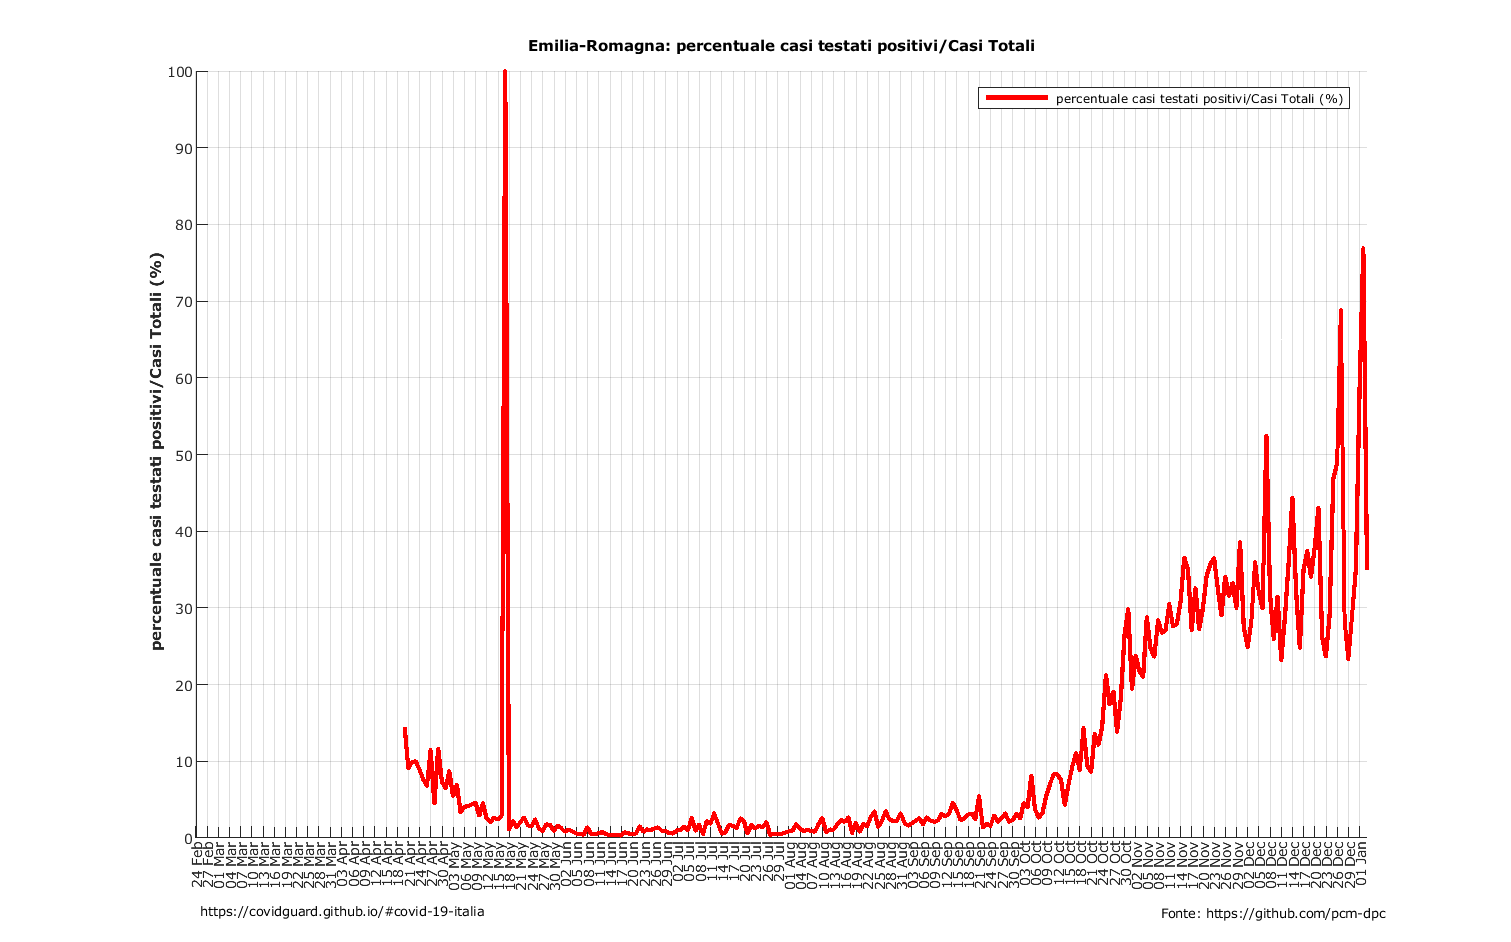 Emilia-Romagna: percentuale casi testati positivi/Casi Totali
percentuale casi testati positivi/Casi Totali (%)
percentuale casi testati positivi/Casi Totali (%)
100
90
80
70
60
50
40
30
20
10
0
24 Feb
27 Feb
01 Mar
04 Mar
07 Mar
10 Mar
13 Mar
16 Mar
19 Mar
22 Mar
25 Mar
28 Mar
31 Mar
03 Apr
06 Apr
09 Apr
12 Apr
15 Apr
18 Apr
21 Apr
24 Apr
27 Apr
30 Apr
03 May
06 May
09 May
12 May
15 May
18 May
21 May
24 May
27 May
30 May
02 Jun
05 Jun
08 Jun
11 Jun
14 Jun
17 Jun
20 Jun
23 Jun
26 Jun
29 Jun
02 Jul
05 Jul
08 Jul
11 Jul
14 Jul
17 Jul
20 Jul
23 Jul
26 Jul
29 Jul
01 Aug
04 Aug
07 Aug
10 Aug
13 Aug
16 Aug
19 Aug
22 Aug
25 Aug
28 Aug
31 Aug
03 Sep
06 Sep
09 Sep
12 Sep
15 Sep
18 Sep
21 Sep
24 Sep
27 Sep
30 Sep
03 Oct
06 Oct
09 Oct
12 Oct
15 Oct
18 Oct
21 Oct
24 Oct
27 Oct
30 Oct
02 Nov
05 Nov
08 Nov
11 Nov
14 Nov
17 Nov
20 Nov
23 Nov
26 Nov
29 Nov
02 Dec
05 Dec
08 Dec
11 Dec
14 Dec
17 Dec
20 Dec
23 Dec
26 Dec
29 Dec
01 Jan
https://covidguard.github.io/#covid-19-italia
Fonte: https://github.com/pcm-dpc